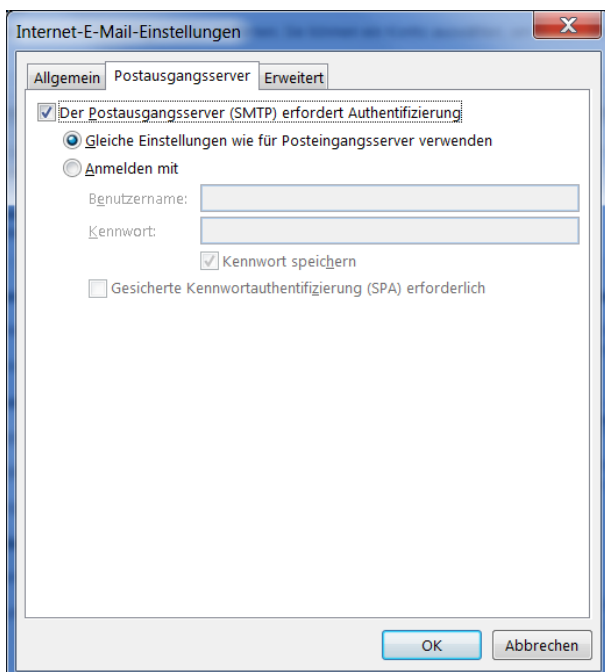 Internet-E-Mail-Einstellungen
Allgemein Postausgangsserver Erweitert
Der Postausgangsserver (SMTP) erfordert Authentifizierung
Gleiche Einstellungen wie für Posteingangsserver verwenden
Anmelden mit
Benutzername:
Kennwort:
Kennwort speichern
Gesicherte Kennwortauthentifizierung (SPA) erforderlich
OK Abbrechen